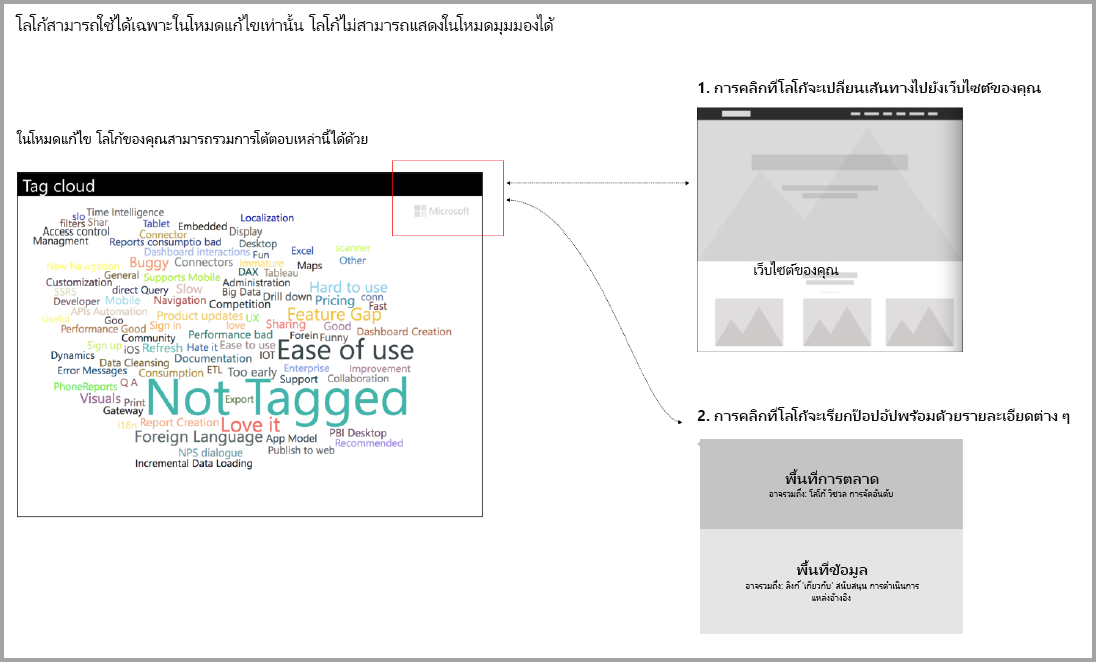 โลโก้สามารถใช้ได้เฉพาะในโหมดแก้ไขเท่านั้น โลโก้ไม่สามารถแสดงในโหมดมุมมองได้
1. การคลิกที่โลโก้จะเปลี่ยนเส้นทางไปยังเว็บไซต์ของคุณ
ในโหมดแก้ไข โลโก้ของคุณสามารถรวมการโต้ตอบเหล่านี้ได้ด้วย
Tag cloud
Microsoft
slo Time Intelligence Localization
filters Shar Tablet Embedded Display
Access control Connector
Managment Reports consumptio bad Desktop
Dashboard interactions Fun Excel scanner
Buggy Connectors Immature Maps Other
New Navigation General Supports Mobile DAX Tableau
Customization direct Query Slow Administration Hard to use
SSRS Big Data Drill down Pricing conn
Developer Mobile Navigation Competition Fast
APIs Automation Product updates UX Feature Gap
Useful Goo Sign in love Sharing Good
Performance Good Performance bad Forein Funny Dashboard Creation
Community
Sign up iOS Refresh Hate it Ease to use Ease of use
Dynamics Data Cleansing Documentation IOT
Error Messages Consumption ETL Too early Enterprise Improvement
PhoneReports Q A Support Collaboration
Visuals Print Not Tagged Export
Gateway
i18n Report Creation Love it
Foreign Language App Model PBI Desktop
NPS dialogue Publish to web Recommended
Incremental Data Loading
เว็บไซต์ของคุณ
2. การคลิกที่โลโก้จะเรียกป๊อปอัปพร้อมด้วยรายละเอียดต่าง ๆ
พื้นที่การตลาด
อาจรวมถึง: โลโก้ วิชวล การจัดอันดับ
พื้นที่ข้อมูล
อาจรวมถึง: ลิงก์ 'เกี่ยวกับ' สนับสนุน การดำเนินการ
แหล่งอ้างอิง